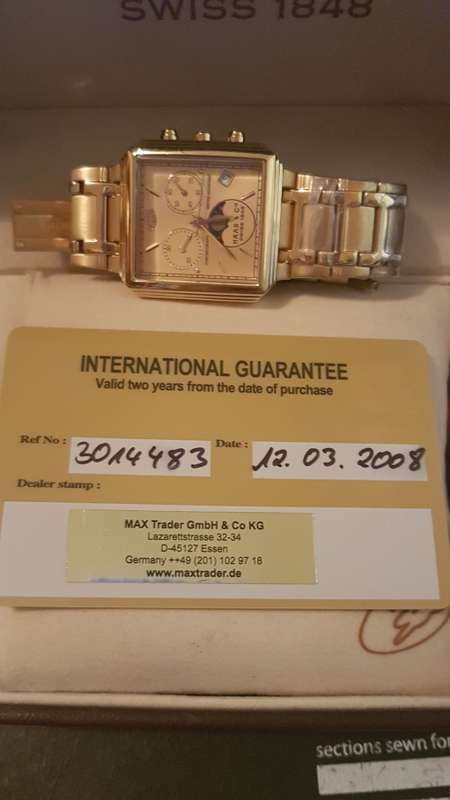 SWISS 1848
HAAS & Cº
INTERNATIONAL GUARANTEE
Valid two years from the date of purchase
Ref No : 3014483 Date : 12.03.2008
Dealer stamp :
MAX Trader GmbH & Co KG
Lazarettstrasse 32-34
D-45127 Essen
Germany ++49 (201) 102 97 18
www.maxtrader.de
sections sewn for